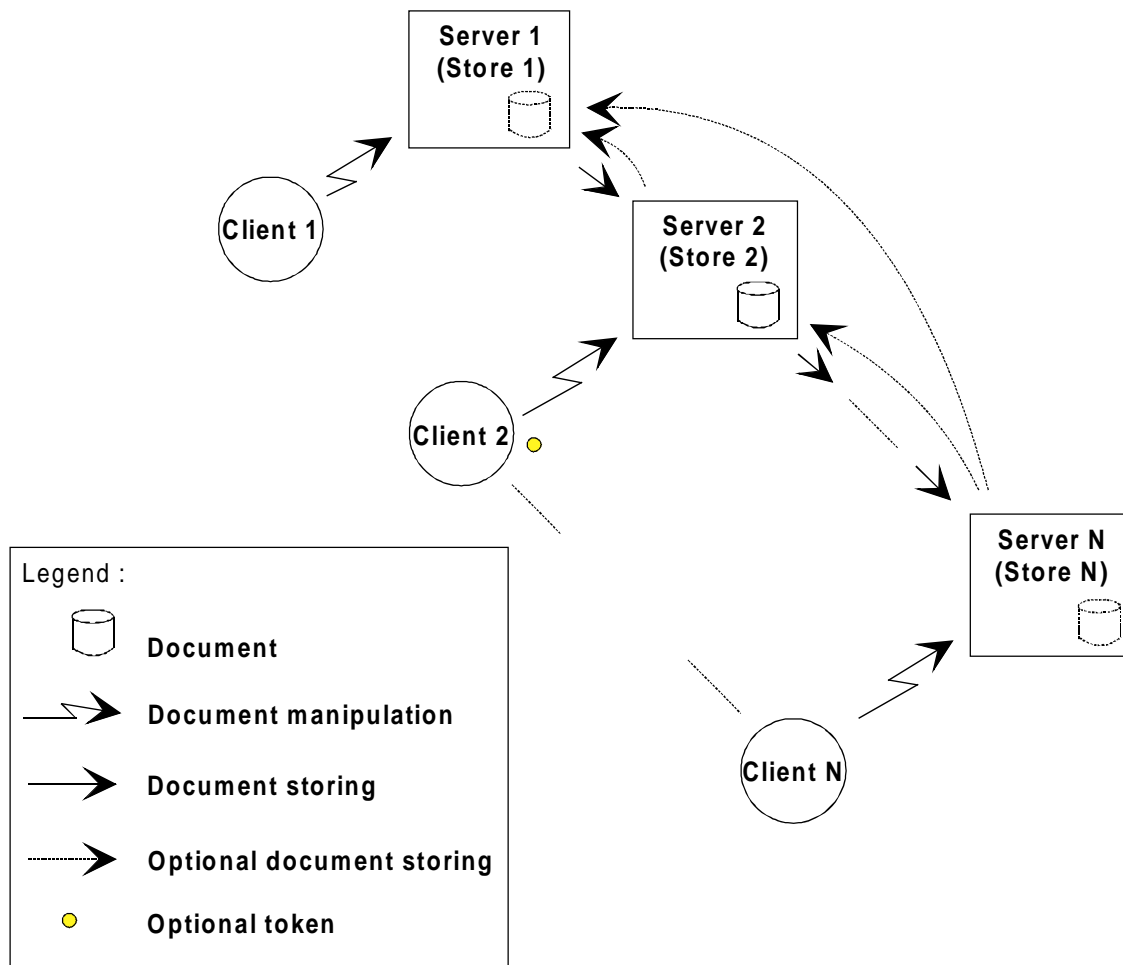 Server 1
(Store 1)
Client 1
Server 2
(Store 2)
Client 2
Server N
(Store N)
Client N
Legend :
Document
Document manipulation
Document storing
Optional document storing
Optional token